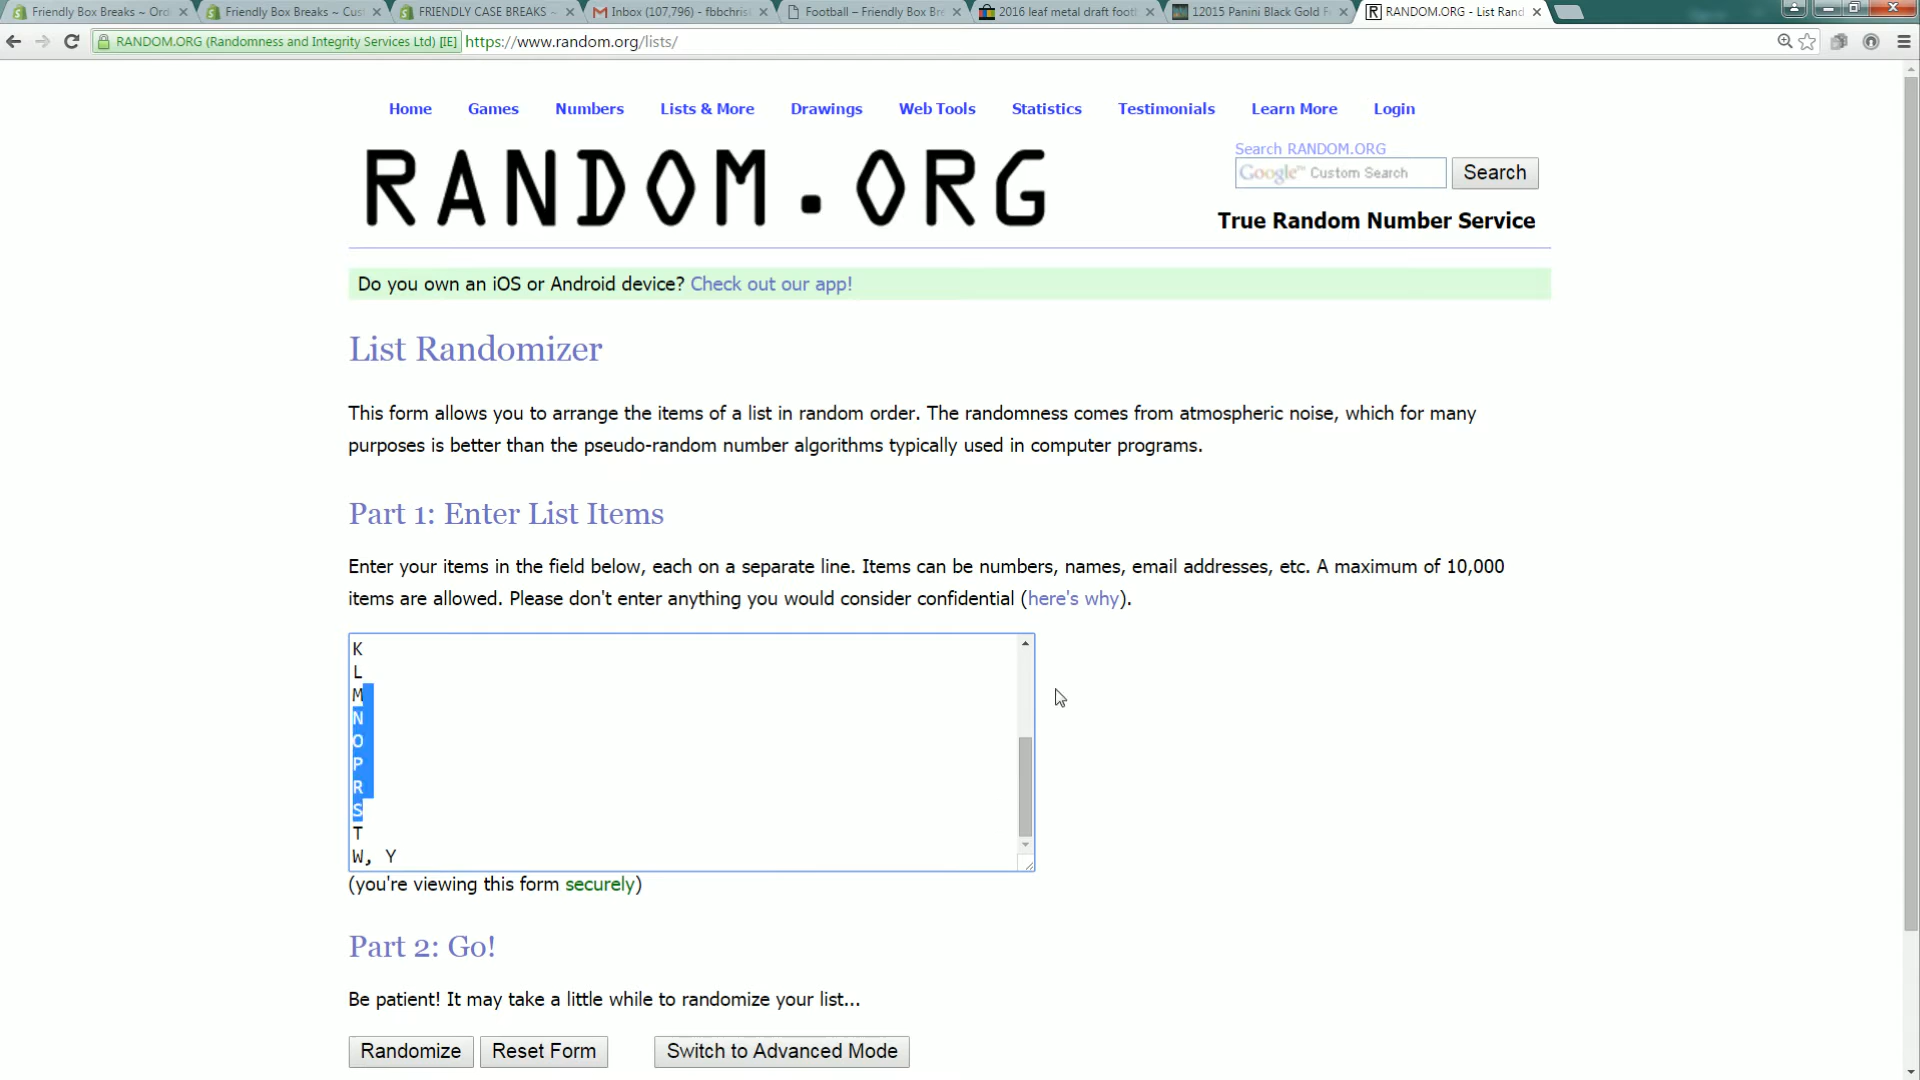 Friendly Box Breaks ~ Ord
Friendly Box Breaks ~ Cus
FRIENDLY CASE BREAKS ~
Inbox (107,796) - fbbchris
Football – Friendly Box Bre
2016 leaf metal draft footb
12015 Panini Black Gold F
RANDOM.ORG - List Rand
RANDOM.ORG (Randomness and Integrity Services Ltd) [IE] https://www.random.org/lists/
Home Games Numbers Lists & More Drawings Web Tools Statistics Testimonials Learn More Login
RANDOM.ORG
Search RANDOM.ORG
Google™ Custom Search Search
True Random Number Service
Do you own an iOS or Android device? Check out our app!
List Randomizer
This form allows you to arrange the items of a list in random order. The randomness comes from atmospheric noise, which for many
purposes is better than the pseudo-random number algorithms typically used in computer programs.
Part 1: Enter List Items
Enter your items in the field below, each on a separate line. Items can be numbers, names, email addresses, etc. A maximum of 10,000
items are allowed. Please don't enter anything you would consider confidential (here's why).
K
L
M
N
O
P
R
S
T
W, Y
(you're viewing this form securely)
Part 2: Go!
Be patient! It may take a little while to randomize your list...
Randomize Reset Form Switch to Advanced Mode